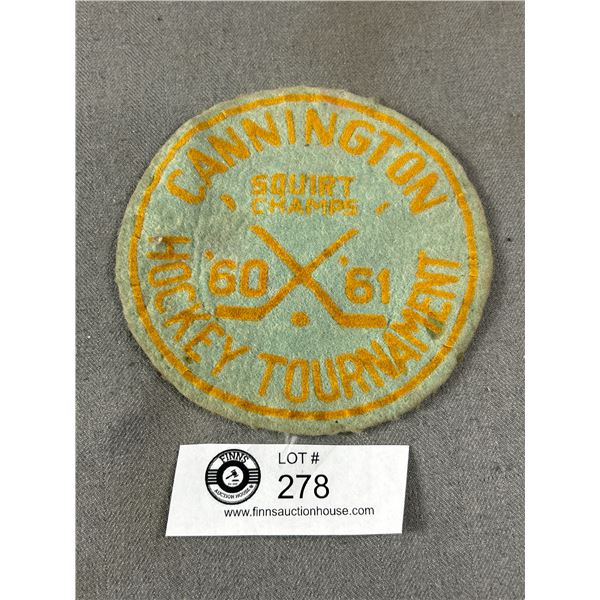 CANNINGTON
SQUIRT
CHAMPS
'60 '61
HOCKEY TOURNAMENT
FINNS
AUCTION HOUSE
LOT #
278
www.finnsauctionhouse.com